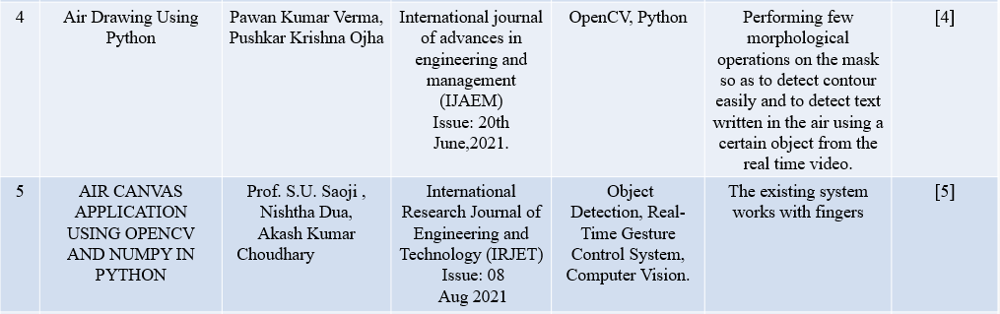 4
Air Drawing Using
Python
Pawan Kumar Verma,
Pushkar Krishna Ojha
International journal
of advances in
engineering and
management
(IJAEM)
Issue: 20th
June,2021.
OpenCV, Python
Performing few
morphological
operations on the mask
so as to detect contour
easily and to detect text
written in the air using a
certain object from the
real time video.
[4]
5
AIR CANVAS
APPLICATION
USING OPENCV
AND NUMPY IN
PYTHON
Prof. S.U. Saoji ,
Nishtha Dua,
Akash Kumar
Choudhary
International
Research Journal of
Engineering and
Technology (IRJET)
Issue: 08
Aug 2021
Object
Detection, Real-
Time Gesture
Control System,
Computer Vision.
The existing system
works with fingers
[5]